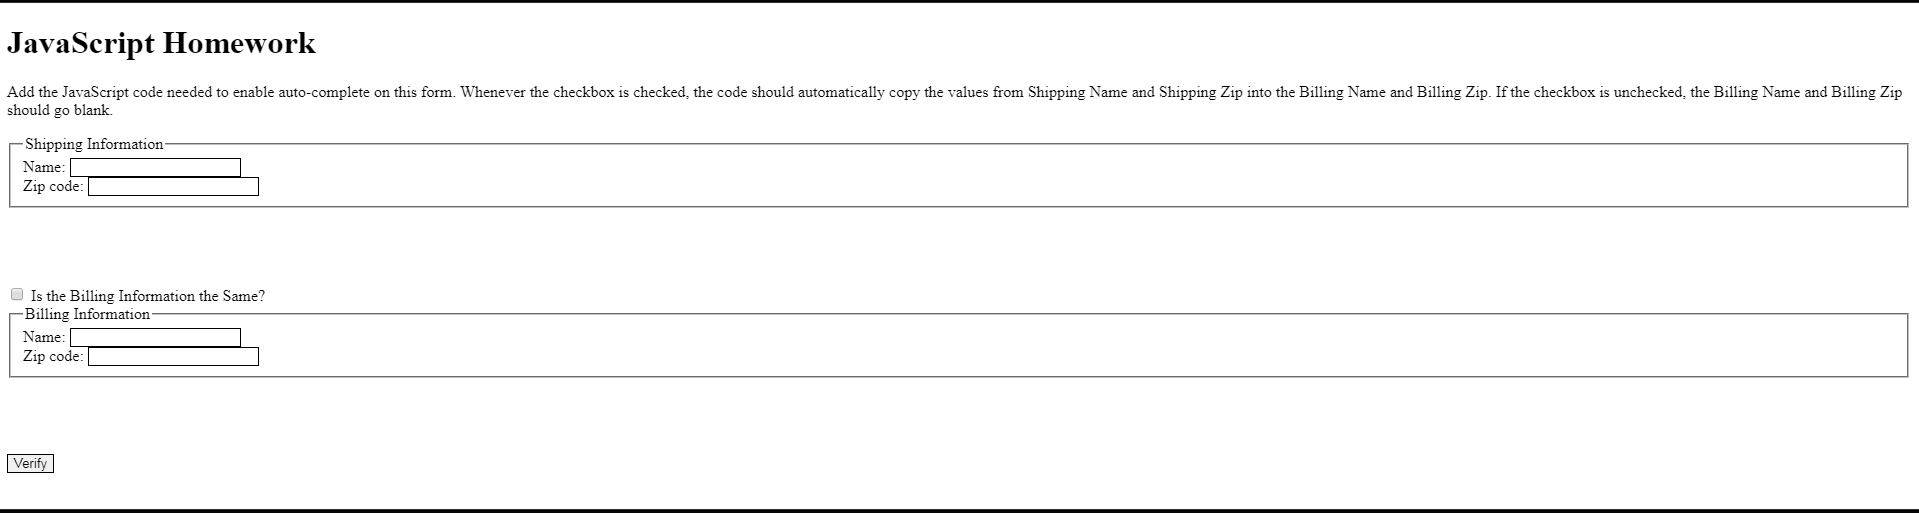 JavaScript Homework
Add the JavaScript code needed to enable auto-complete on this form. Whenever the checkbox is checked, the code should automatically copy the values from Shipping Name and Shipping Zip into the Billing Name and Billing Zip. If the checkbox is unchecked, the Billing Name and Billing Zip
should go blank.
Shipping Information
Name:
Zip code:
Is the Billing Information the Same?
Billing Information
Name:
Zip code:
Verify